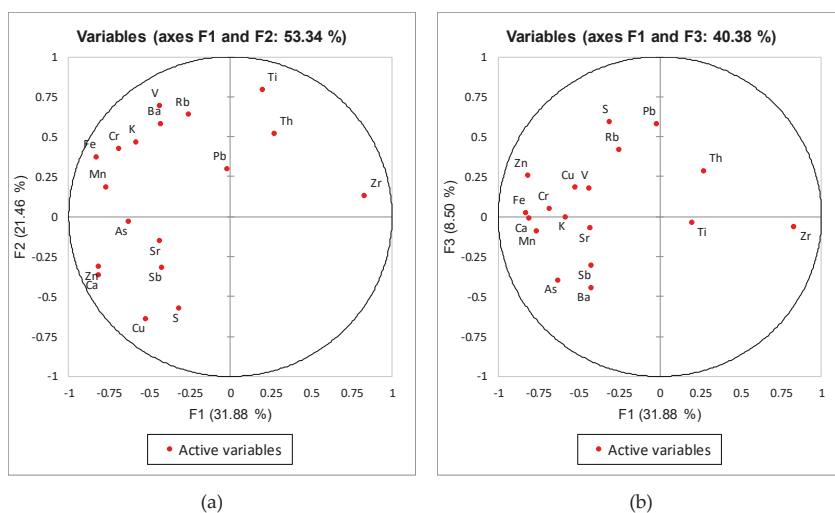 Variables (axes F1 and F2: 53.34 %)
1
0.75
0.5
0.25
0
-0.25
-0.5
-0.75
-1
F2 (21.46 %)
Ti
V
Ba
Rb
Th
K
Cr
Fe
Pb
Mn
Zr
As
Sr
Sb
Zn
Ca
S
Cu
-1 -0.75 -0.5 -0.25 0 0.25 0.5 0.75 1
F1 (31.88 %)
Active variables
(a)
Variables (axes F1 and F3: 40.38 %)
1
0.75
0.5
0.25
0
-0.25
-0.5
-0.75
-1
F3 (8.50 %)
S
Pb
Rb
Zn
Cu V
Th
Fe
Cr
Ca
K
Mn
Sr
Ti
Zr
Sb
As
Ba
-1 -0.75 -0.5 -0.25 0 0.25 0.5 0.75 1
F1 (31.88 %)
Active variables
(b)